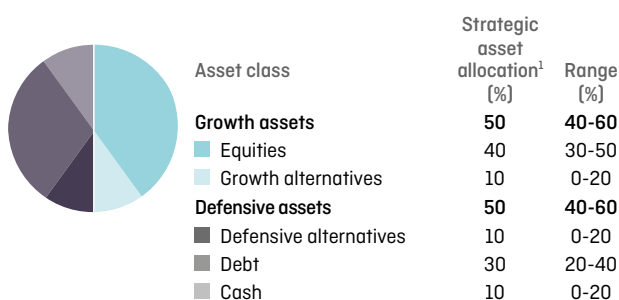 Strategic
asset
Asset class allocation¹ Range
(%) (%)
Growth assets 50 40-60
Equities 40 30-50
Growth alternatives 10 0-20
Defensive assets 50 40-60
Defensive alternatives 10 0-20
Debt 30 20-40
Cash 10 0-20